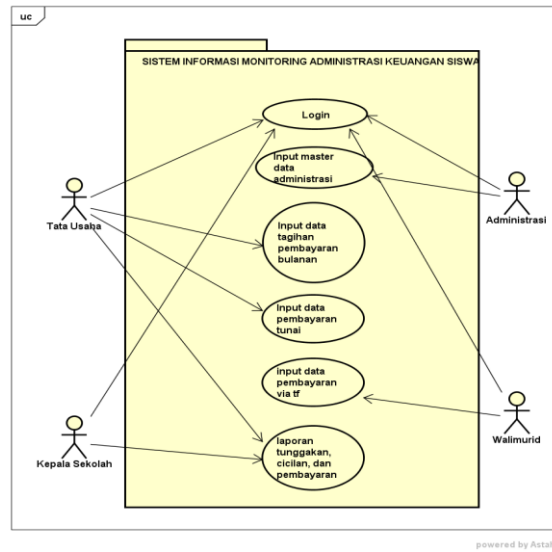 uc
SISTEM INFORMASI MONITORING ADMINISTRASI KEUANGAN SISWA
Login
Input master
data
administrasi
Tata Usaha
Administrasi
Input data
tagihan
pembayaran
bulanan
Input data
pembayaran
tunai
input data
pembayaran
via tf
Kepala Sekolah
Walimurid
laporan
tunggakan,
cicilan, dan
pembayaran
powered by Astah